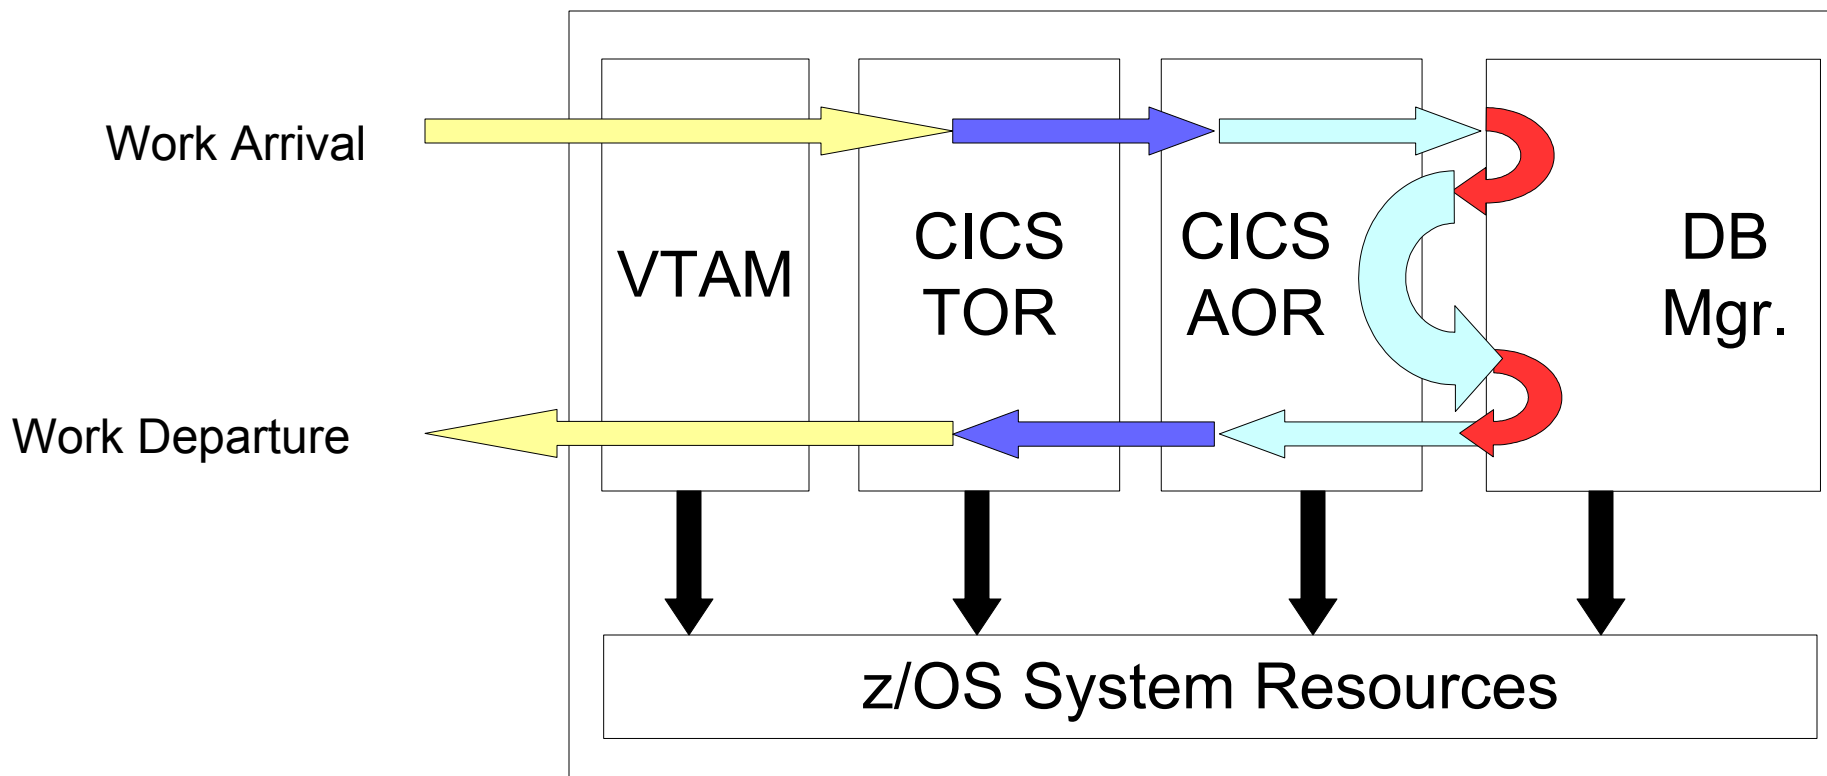 Work Arrival
VTAM
CICS
TOR
CICS
AOR
DB
Mgr.
Work Departure
z/OS System Resources